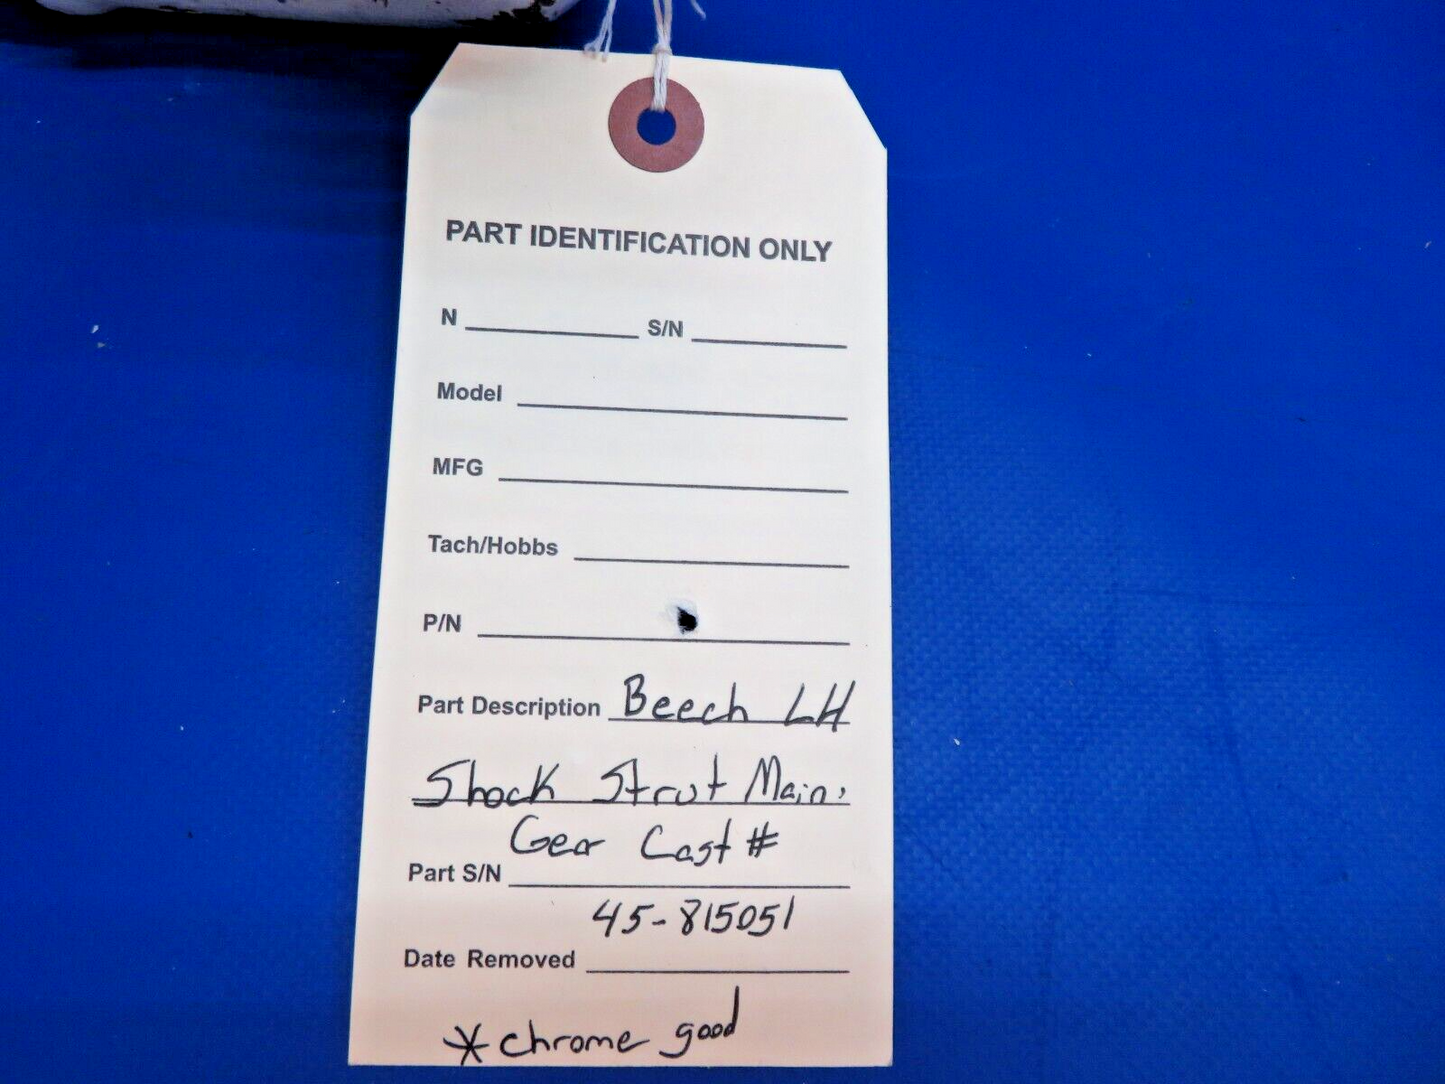 PART IDENTIFICATION ONLY
N S/N
Model
MFG
Tach/Hobbs
P/N
Part Description Beech LH
Shock Strut Main.
Gear Cast #
Part S/N
45-815051
Date Removed
* chrome good